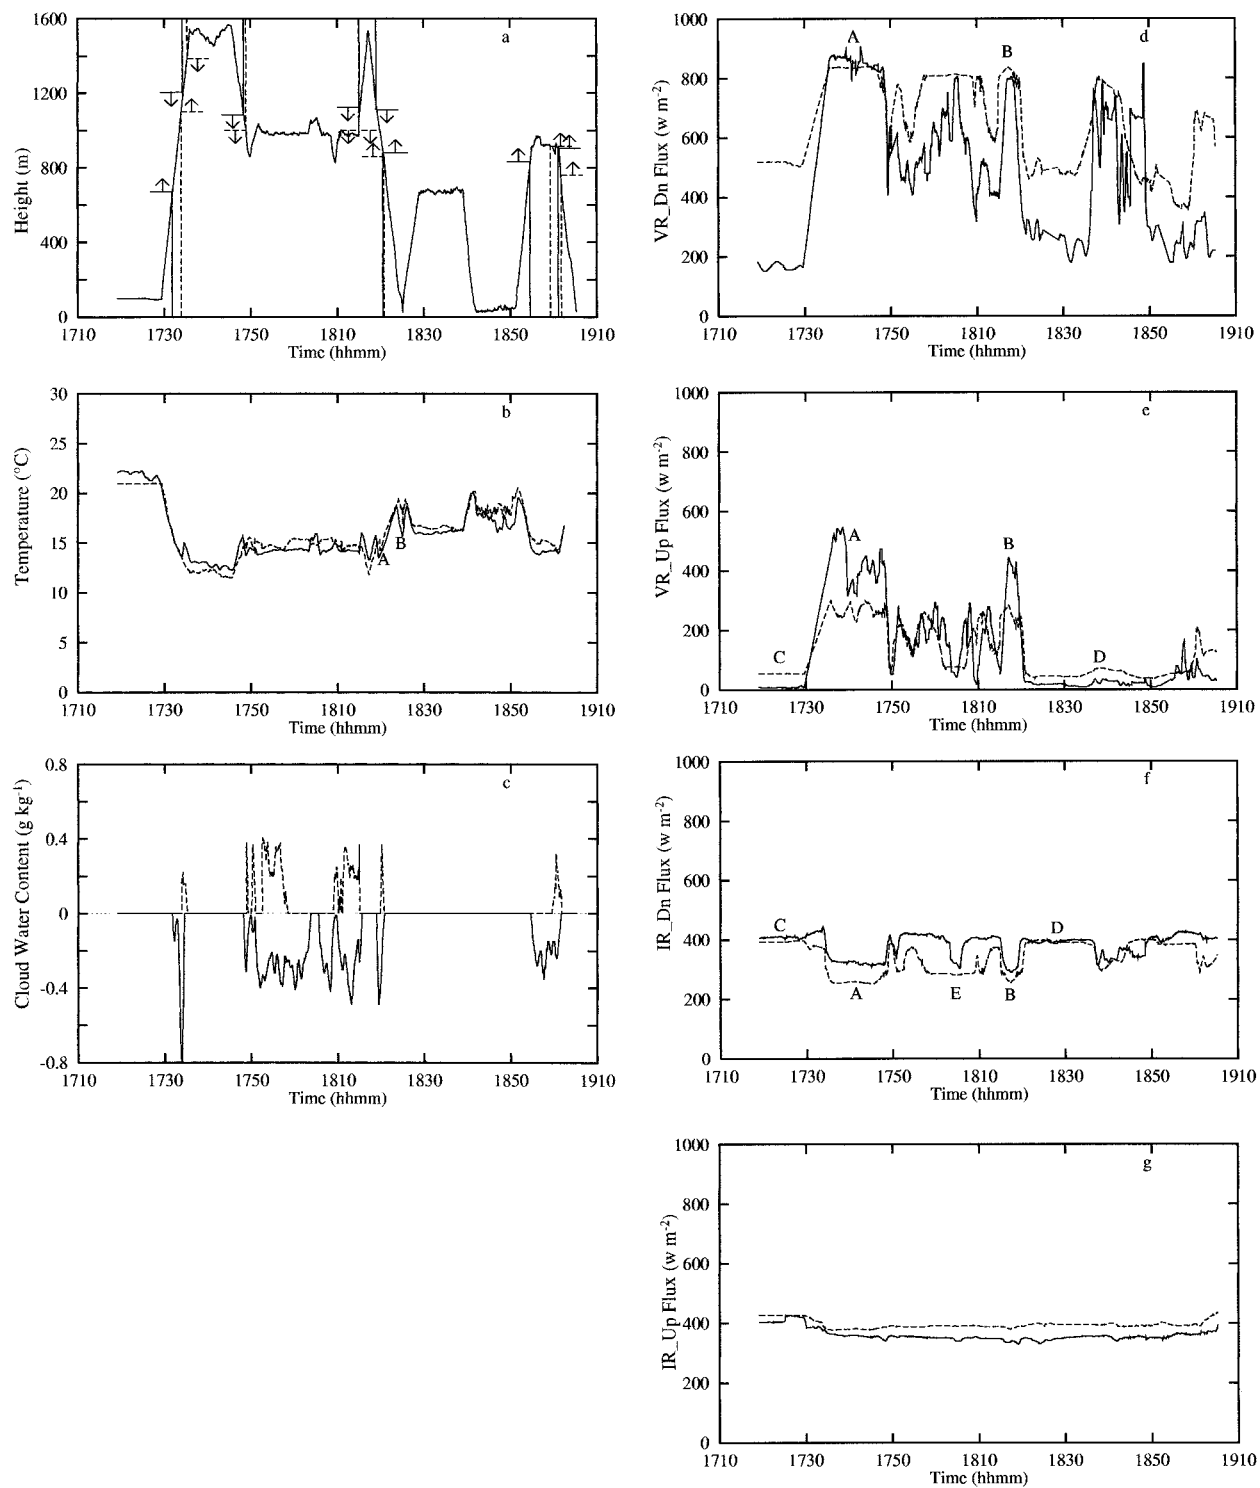 a
1600
1200
800
400
0
Height (m)
1710 1730 1750 1810 1830 1850 1910
Time (hhmm)
b
30
25
20
15
10
5
0
Temperature (°C)
A
B
1710 1730 1750 1810 1830 1850 1910
Time (hhmm)
c
0.8
0.4
0
-0.4
-0.8
Cloud Water Content (g kg-1)
1710 1730 1750 1810 1830 1850 1910
Time (hhmm)
d
1000
800
600
400
200
0
VR_Dn Flux (w m-2)
A
B
1710 1730 1750 1810 1830 1850 1910
Time (hhmm)
e
1000
800
600
400
200
0
VR_Up Flux (w m-2)
A
B
C
D
1710 1730 1750 1810 1830 1850 1910
Time (hhmm)
f
1000
800
600
400
200
0
IR_Dn Flux (w m-2)
C
D
A
E
B
1710 1730 1750 1810 1830 1850 1910
Time (hhmm)
g
1000
800
600
400
200
0
IR_Up Flux (w m-2)
1710 1730 1750 1810 1830 1850 1910
Time (hhmm)